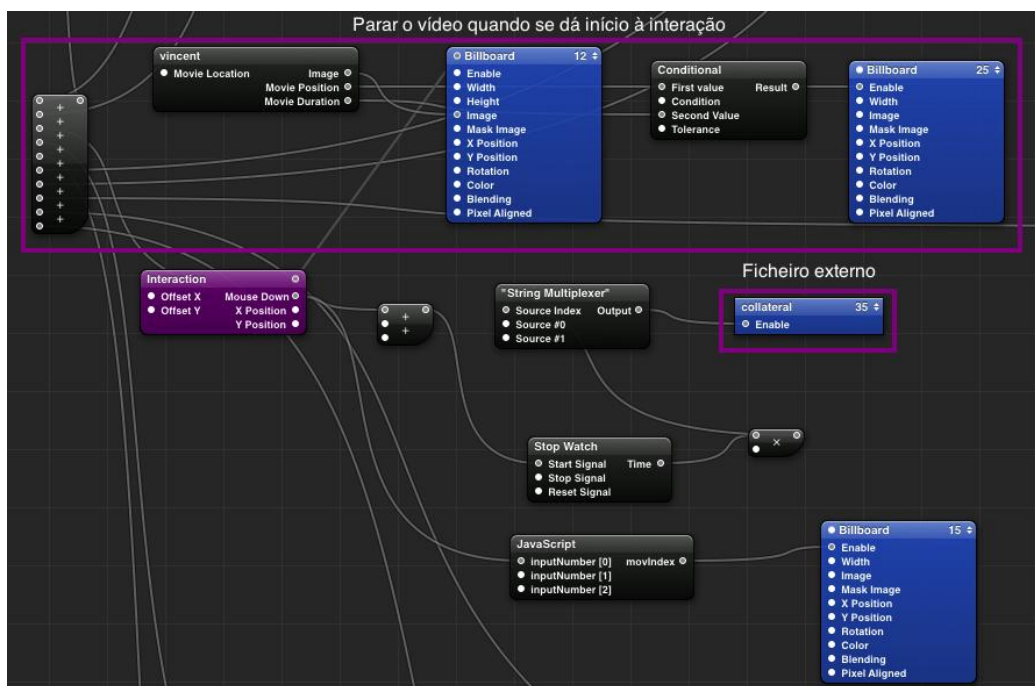 Parar o vídeo quando se dá início à interação
vincent
Movie Location
Image
Movie Position
Movie Duration
Billboard 12
Enable
Width
Height
Image
Mask Image
X Position
Y Position
Rotation
Color
Blending
Pixel Aligned
Conditional
First value
Result
Condition
Second Value
Tolerance
Billboard 25
Enable
Width
Image
Mask Image
X Position
Y Position
Rotation
Color
Blending
Pixel Aligned
+
+
+
+
+
+
+
+
+
Interaction
Offset X
Mouse Down
Offset Y
X Position
Y Position
+
+
"String Multiplexer"
Source Index
Output
Source #0
Source #1
Ficheiro externo
collateral 35
Enable
Stop Watch
Start Signal
Time
Stop Signal
Reset Signal
×
JavaScript
inputNumber [0]
movIndex
inputNumber [1]
inputNumber [2]
Billboard 15
Enable
Width
Image
Mask Image
X Position
Y Position
Rotation
Color
Blending
Pixel Aligned